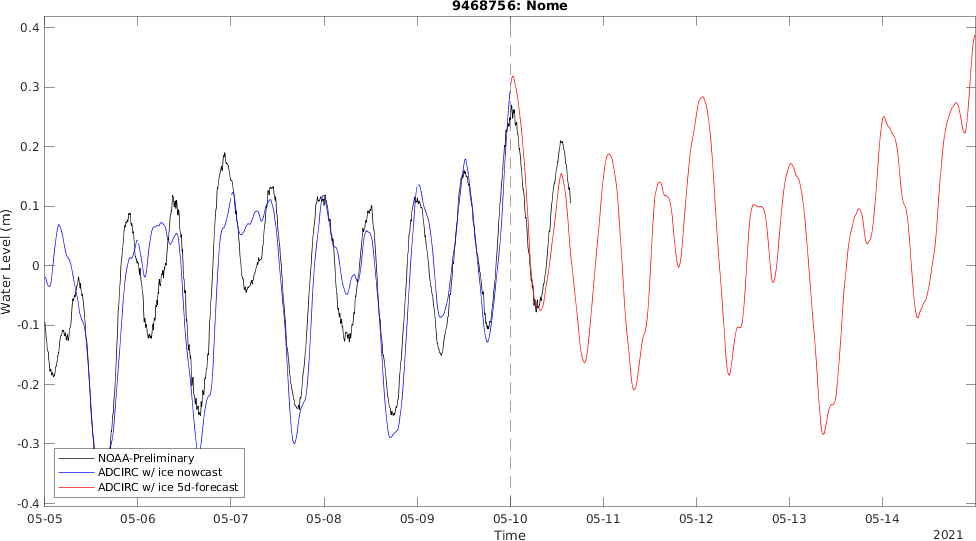 9468756: Nome
Water Level (m)
0.4
0.3
0.2
0.1
0
-0.1
-0.2
-0.3
-0.4
NOAA-Preliminary
ADCIRC w/ ice nowcast
ADCIRC w/ ice 5d-forecast
05-05 05-06 05-07 05-08 05-09 05-10 05-11 05-12 05-13 05-14
Time
2021